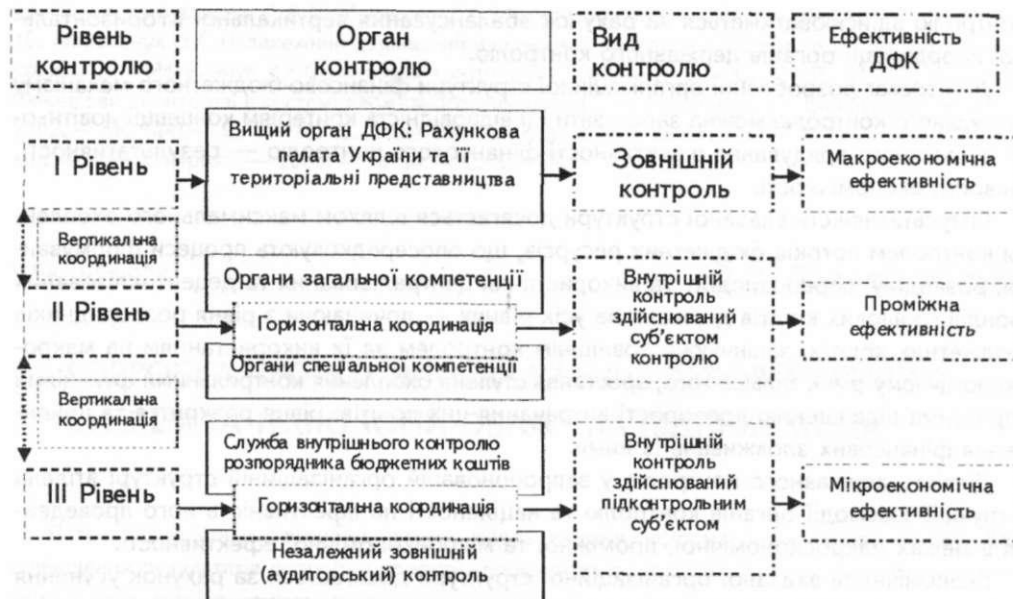 Рівень
контролю
Орган
контролю
Вид
контролю
Ефективність
ДФК
І Рівень
Вищий орган ДФК: Рахункова
палата України та її
територіальні представництва
Зовнішній
контроль
Макроекономічна
ефективність
Вертикальна
координація
ІІ Рівень
Органи загальної компетенції
Горизонтальна координація
Органи спеціальної компетенції
Внутрішній
контроль
здійснюваний
суб’єктом
контролю
Проміжна
ефективність
Вертикальна
координація
ІІІ Рівень
Служба внутрішнього контролю
розпорядника бюджетних коштів
Горизонтальна координація
Незалежний зовнішній
(аудиторський) контроль
Внутрішній
контроль
здійснюваний
підконтрольним
суб’єктом
Мікроекономічна
ефективність